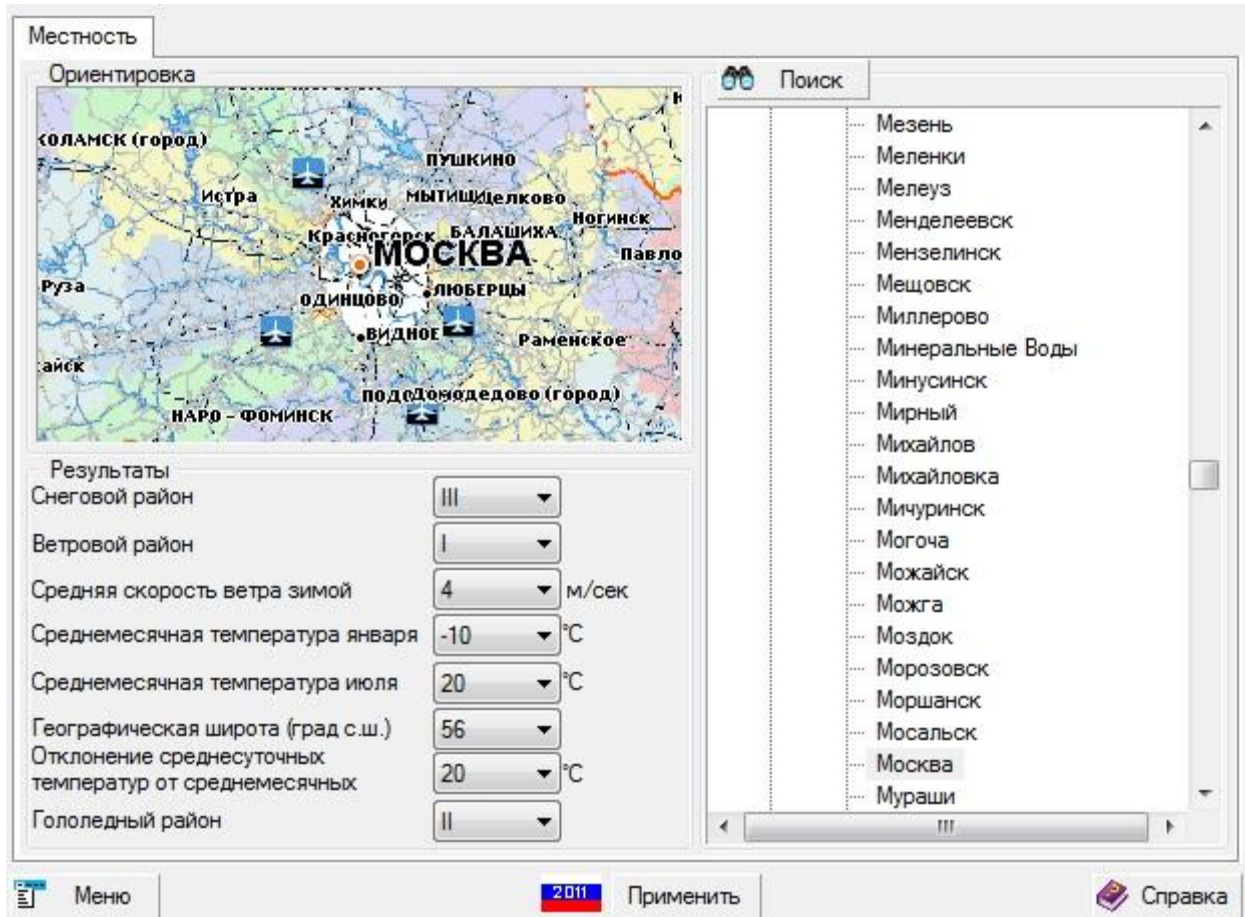 Местность
Ориентировка
КОЛАМСК (город)
ПУШКИНО
Истра
Химки
МЫТИЩИ
ЩЕЛКОВО
Ногинск
Красногорск
БАЛАШИХА
МОСКВА
Павло
Руза
ЛЮБЕРЦЫ
ОДИНЦОВО
ВИДНОЕ
Раменское
айск
Домодедово (город)
НАРО - ФОМИНСК
Результаты
Снеговой район III
Ветровой район I
Средняя скорость ветра зимой 4 м/сек
Среднемесячная температура января -10 °C
Среднемесячная температура июля 20 °C
Географическая широта (град с.ш.) 56
Отклонение среднесуточных
температур от среднемесячных 20 °C
Гололедный район II
Поиск
Мезень
Меленки
Мелеуз
Менделеевск
Мензелинск
Мещовск
Миллерово
Минеральные Воды
Минусинск
Мирный
Михайлов
Михайловка
Мичуринск
Могоча
Можайск
Можга
Моздок
Морозовск
Моршанск
Мосальск
Москва
Мураши
Меню
2011
Применить
Справка